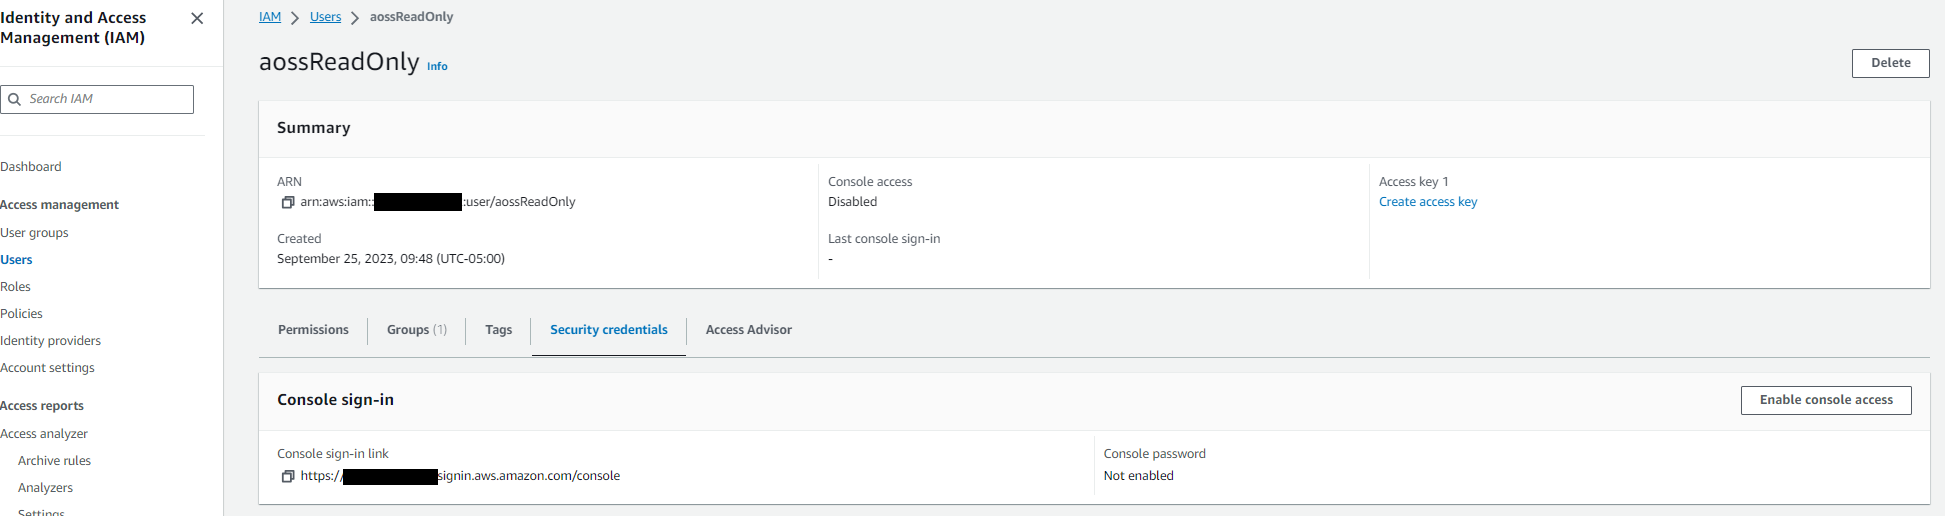 Identity and Access
Management (IAM)
Search IAM
Dashboard
Access management
User groups
Users
Roles
Policies
Identity providers
Account settings
Access reports
Access analyzer
Archive rules
Analyzers
Settings
IAM > Users > aossReadOnly
aossReadOnly Info
Delete
Summary
ARN
arn:aws:iam:: :user/aossReadOnly
Created
September 25, 2023, 09:48 (UTC-05:00)
Console access
Disabled
Last console sign-in
-
Access key 1
Create access key
Permissions
Groups (1)
Tags
Security credentials
Access Advisor
Console sign-in
Enable console access
Console sign-in link
https:// signin.aws.amazon.com/console
Console password
Not enabled